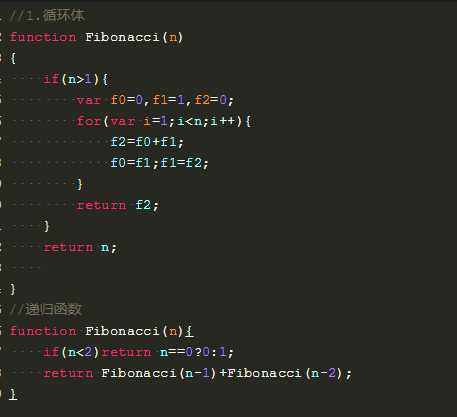 //1.循环体
function Fibonacci(n)
{
    if(n>1){
        var f0=0,f1=1,f2=0;
        for(var i=1;i<n;i++){
            f2=f0+f1;
            f0=f1;f1=f2;
        }
        return f2;
    }
    return n;
}
//递归函数
function Fibonacci(n){
    if(n<2)return n==0?0:1;
    return Fibonacci(n-1)+Fibonacci(n-2);
}